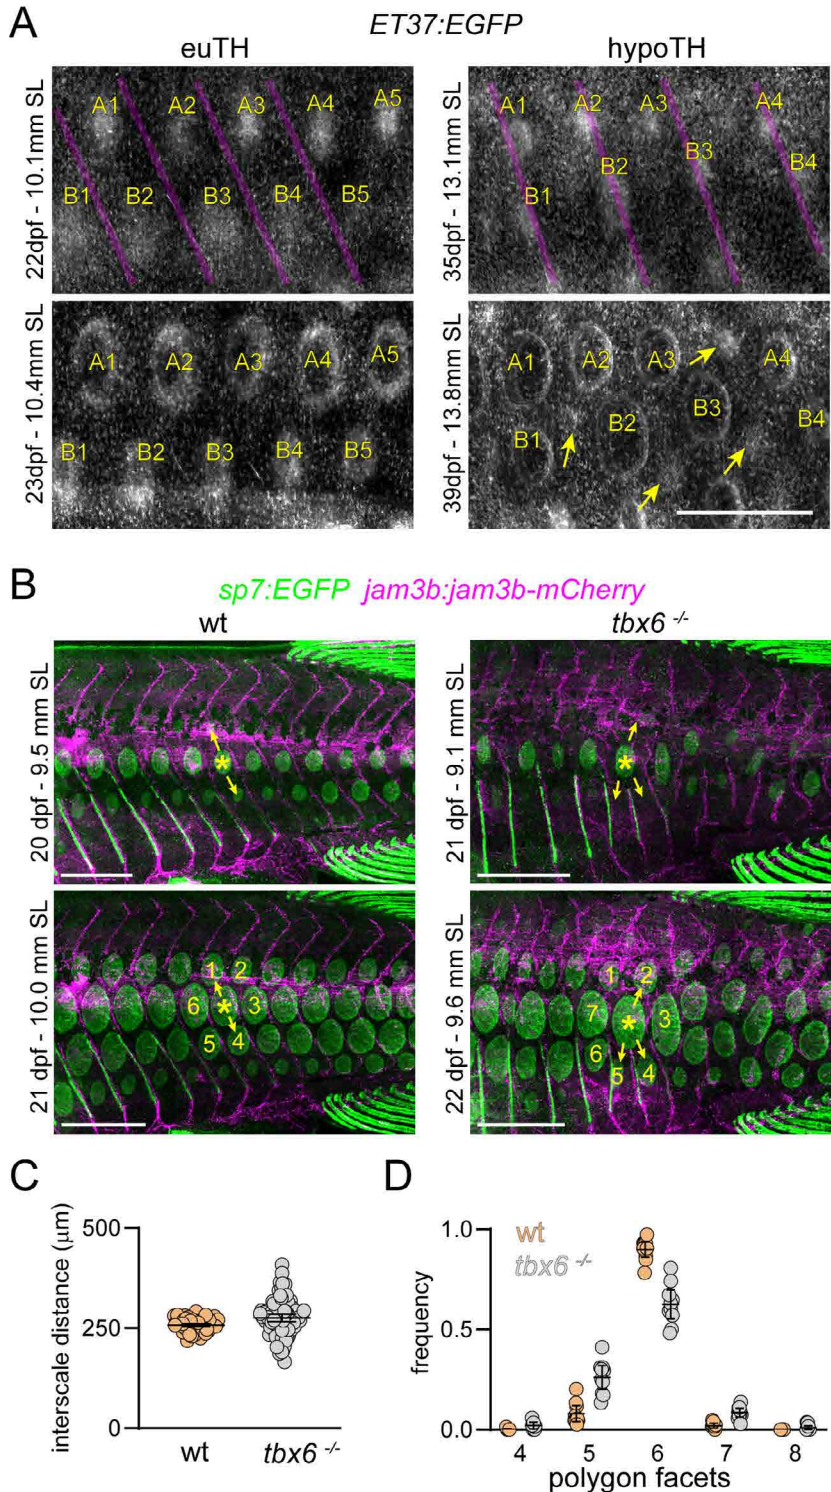 A
ET37:EGFP
euTH
hypoTH
22dpf - 10.1mm SL
A1 A2 A3 A4 A5
B1 B2 B3 B4 B5
35dpf - 13.1mm SL
A1 A2 A3 A4
B1 B2 B3 B4
23dpf - 10.4mm SL
A1 A2 A3 A4 A5
B1 B2 B3 B4 B5
39dpf - 13.8mm SL
A1 A2 A3 A4
B1 B2 B3 B4
B
sp7:EGFP jam3b:jam3b-mCherry
wt
tbx6 -/-
20 dpf - 9.5 mm SL
*
21 dpf - 9.1 mm SL
*
21 dpf - 10.0 mm SL
1 2
6 * 3
5 4
22 dpf - 9.6 mm SL
1 2
7 * 3
6
5 4
C
interscale distance (μm)
500
250
0
wt
tbx6 -/-
D
frequency
1.0
0.5
0.0
wt
tbx6 -/-
4 5 6 7 8
polygon facets